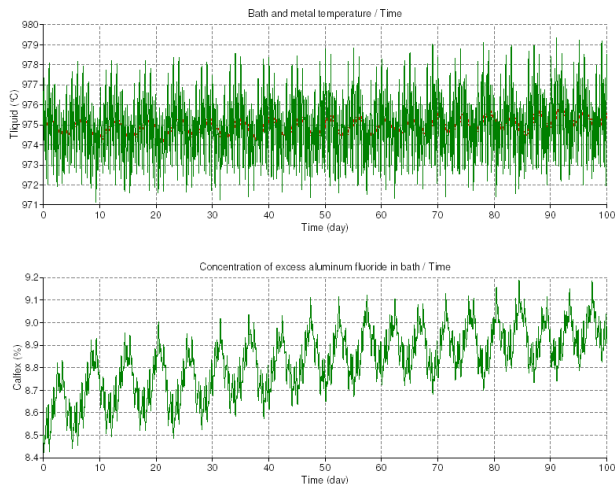 Bath and metal temperature / Time
980
979
978
977
976
975
974
973
972
971
Tliquid (°C)
0 10 20 30 40 50 60 70 80 90 100
Time (day)
Concentration of excess aluminum fluoride in bath / Time
9.2
9.1
9.0
8.9
8.8
8.7
8.6
8.5
8.4
Callex (%)
0 10 20 30 40 50 60 70 80 90 100
Time (day)